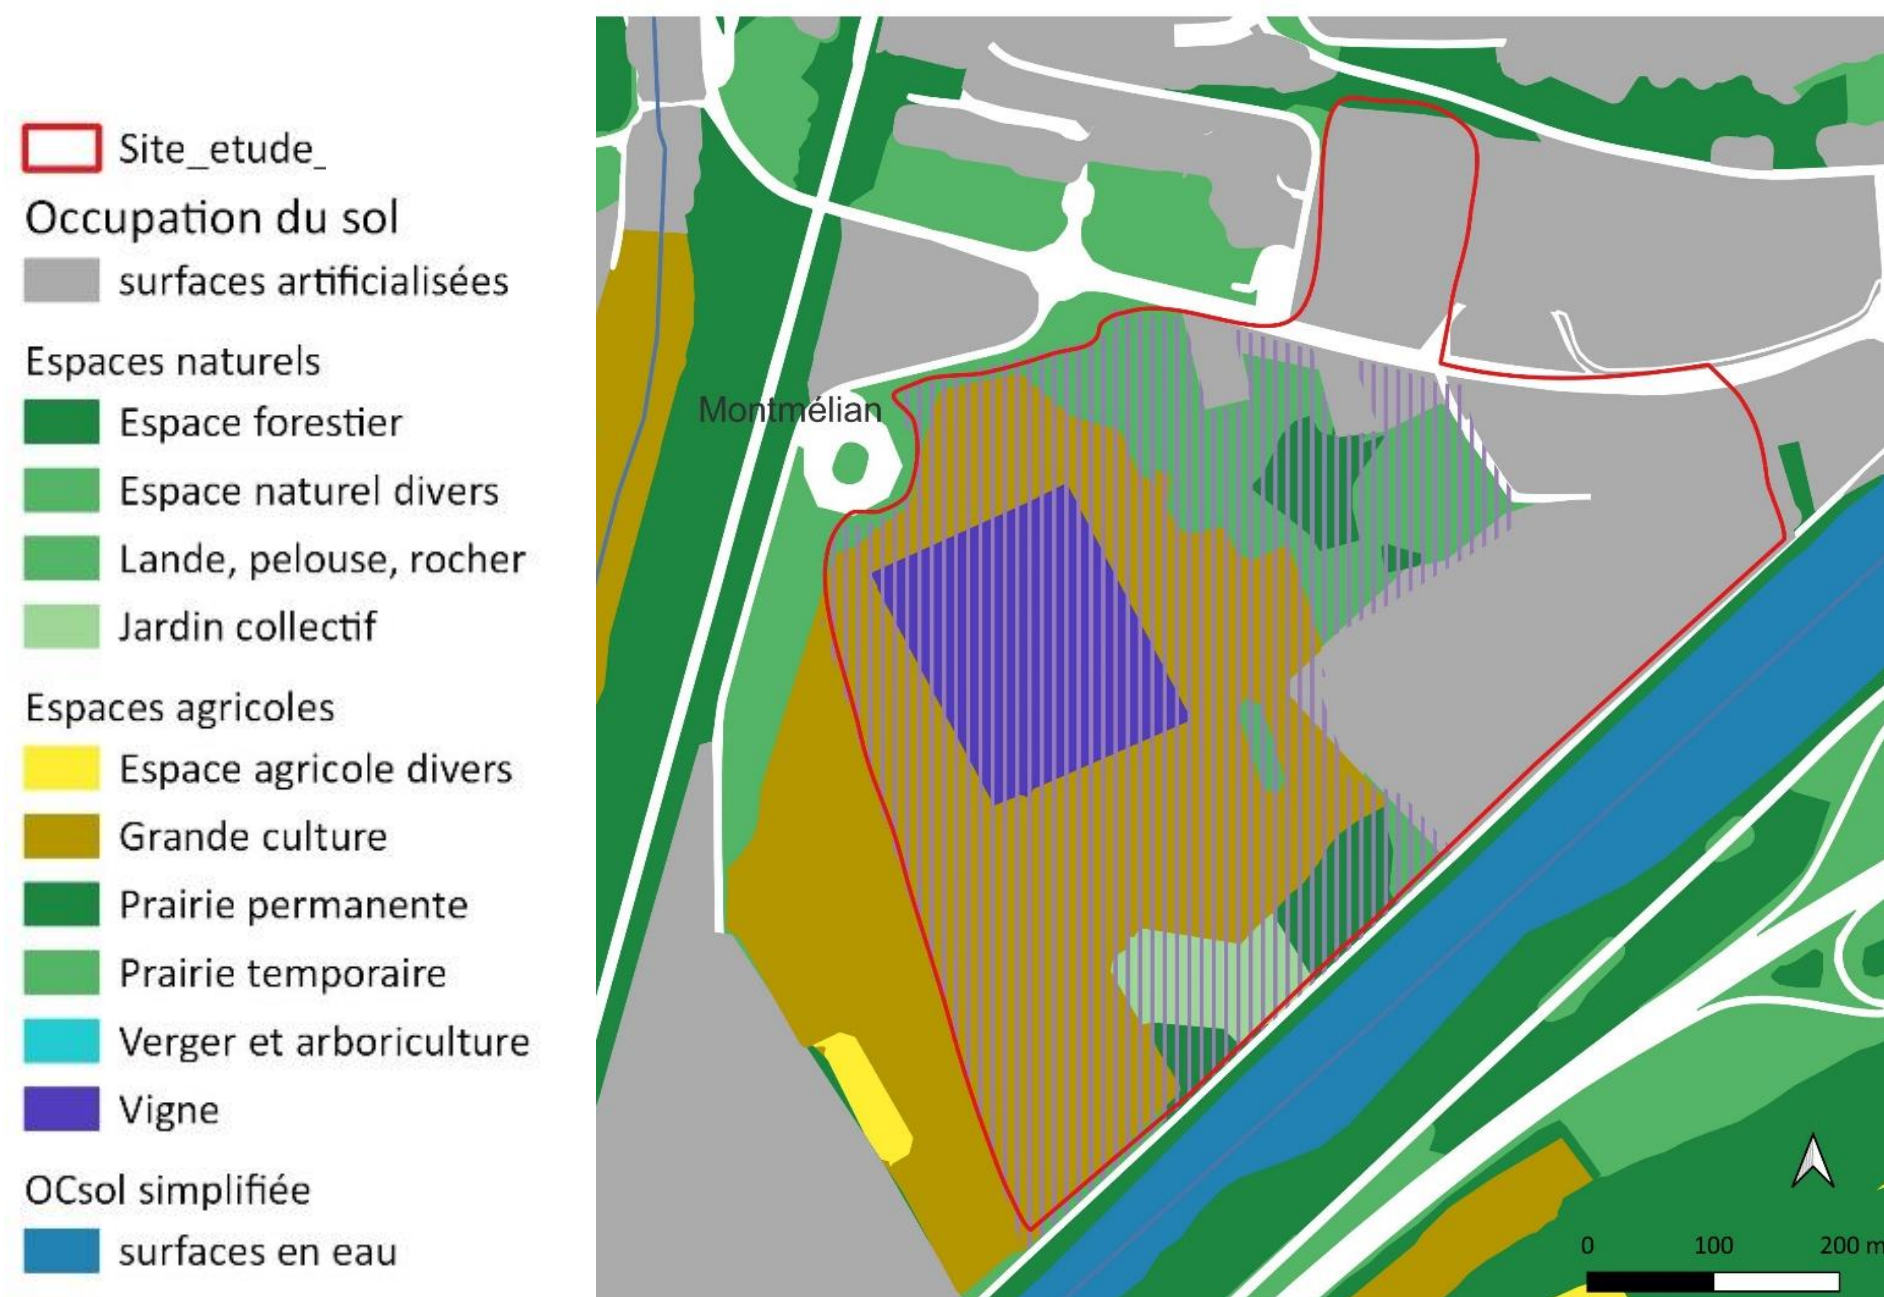 Site_etude_
Occupation du sol
surfaces artificialisées
Espaces naturels
Espace forestier
Espace naturel divers
Lande, pelouse, rocher
Jardin collectif
Espaces agricoles
Espace agricole divers
Grande culture
Prairie permanente
Prairie temporaire
Verger et arboriculture
Vigne
OCsol simplifiée
surfaces en eau
Montmélian
0 100 200 m